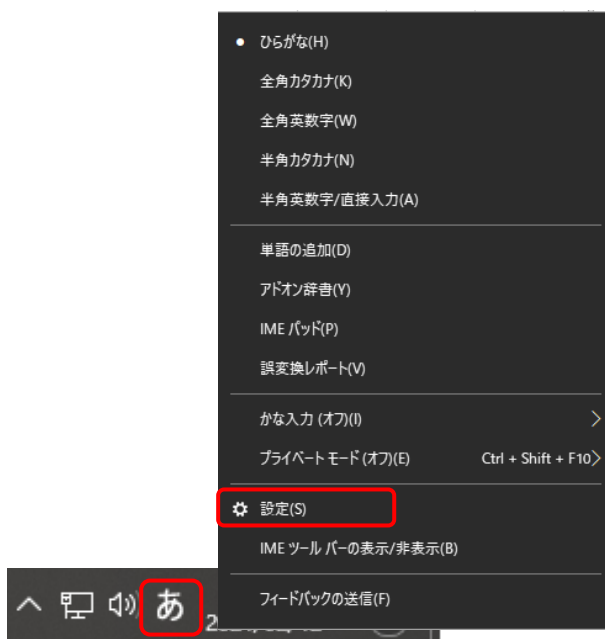 ひらがな(H)
全角カタカナ(K)
全角英数字(W)
半角カタカナ(N)
半角英数字/直接入力(A)
単語の追加(D)
アドオン辞書(Y)
IME パッド(P)
誤変換レポート(V)
かな入力 (オフ)(I)
プライベート モード (オフ)(E) Ctrl + Shift + F10
設定(S)
IME ツール バーの表示/非表示(B)
フィードバックの送信(F)
あ